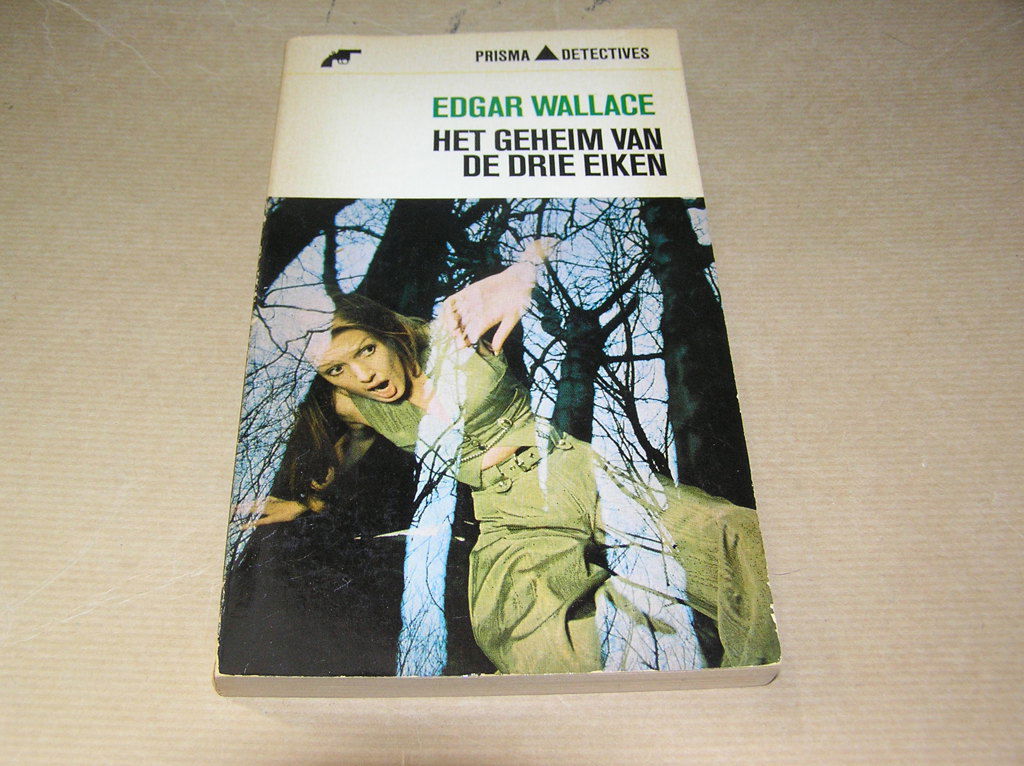 PRISMA DETECTIVES
EDGAR WALLACE
HET GEHEIM VAN
DE DRIE EIKEN